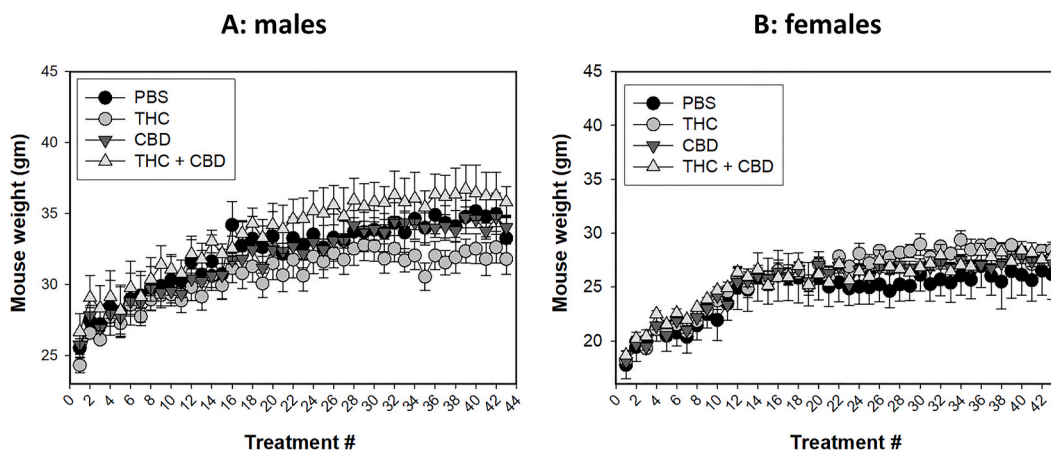 A: males
B: females
45
40
35
30
25
Mouse weight (gm)
PBS
THC
CBD
THC + CBD
0 2 4 6 8 10 12 14 16 18 20 22 24 26 28 30 32 34 36 38 40 42 44
Treatment #
45
40
35
30
25
20
Mouse weight (gm)
PBS
THC
CBD
THC + CBD
0 2 4 6 8 10 12 14 16 18 20 22 24 26 28 30 32 34 36 38 40 42
Treatment #